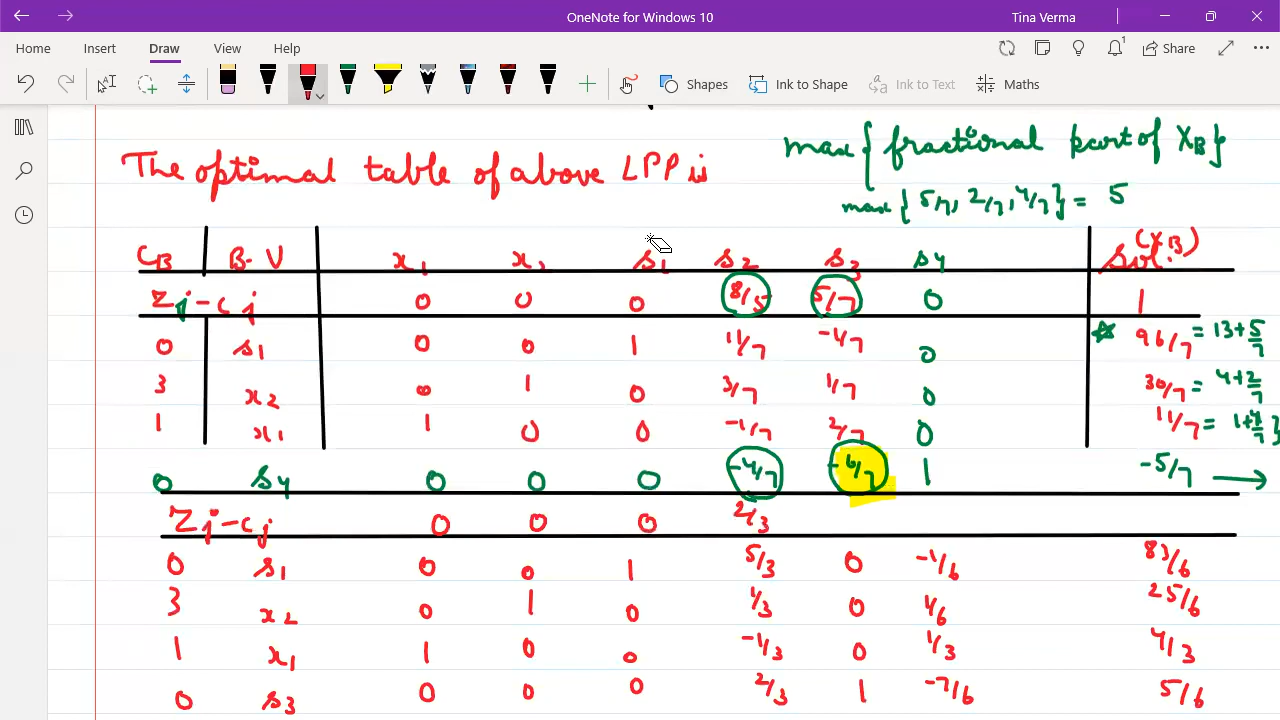 OneNote for Windows 10
Tina Verma
Home Insert Draw View Help
1
Share
Shapes Ink to Shape Ink to Text Maths
max { fractional part of XB}
The optimal table of above LPP is
max {5/7, 2/7, 4/7} = 5
CB B.V x1 x2 s1 s2 s3 s4 (XB) Sol.
Zj-cj 0 0 0 8/5 5/7 0 1
0 s1 0 0 1 11/7 -4/7 0 96/7 = 13+5/7
3 x2 0 1 0 3/7 1/7 0 30/7 = 4+2/7
1 x1 1 0 0 -1/7 2/7 0 11/7 = 1+4/7 }
0 s4 0 0 0 -4/7 -6/7 1 -5/7 →
Zj-cj 0 0 0 2/3
0 s1 0 0 1 5/3 0 -1/6 83/6
3 x2 0 1 0 1/3 0 1/6 25/6
1 x1 1 0 0 -1/3 0 1/3 4/3
0 s3 0 0 0 2/3 1 -7/6 5/6